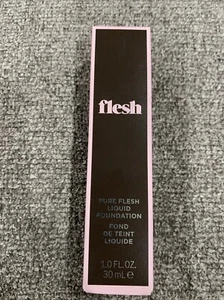 flesh
PURE FLESH
LIQUID
FOUNDATION
FOND
DE TEINT
LIQUIDE
1.0 FL.OZ.
30 mL e